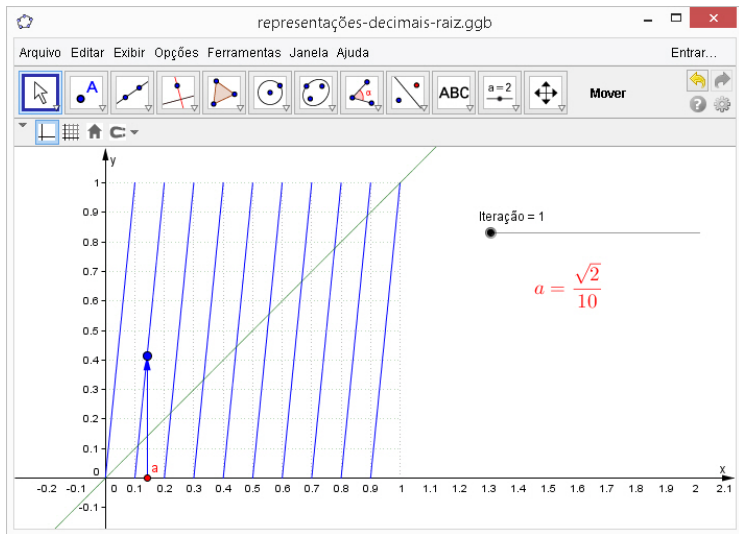 representações-decimais-raiz.ggb
Arquivo Editar Exibir Opções Ferramentas Janela Ajuda Entrar...
A α ABC a = 2 Mover
y
1
0.9
0.8
0.7
0.6
0.5
0.4
0.3
0.2
0.1
0
-0.1
a
x
-0.2 -0.1 0 0.1 0.2 0.3 0.4 0.5 0.6 0.7 0.8 0.9 1 1.1 1.2 1.3 1.4 1.5 1.6 1.7 1.8 1.9 2 2.1
Iteração = 1
a = √2/10